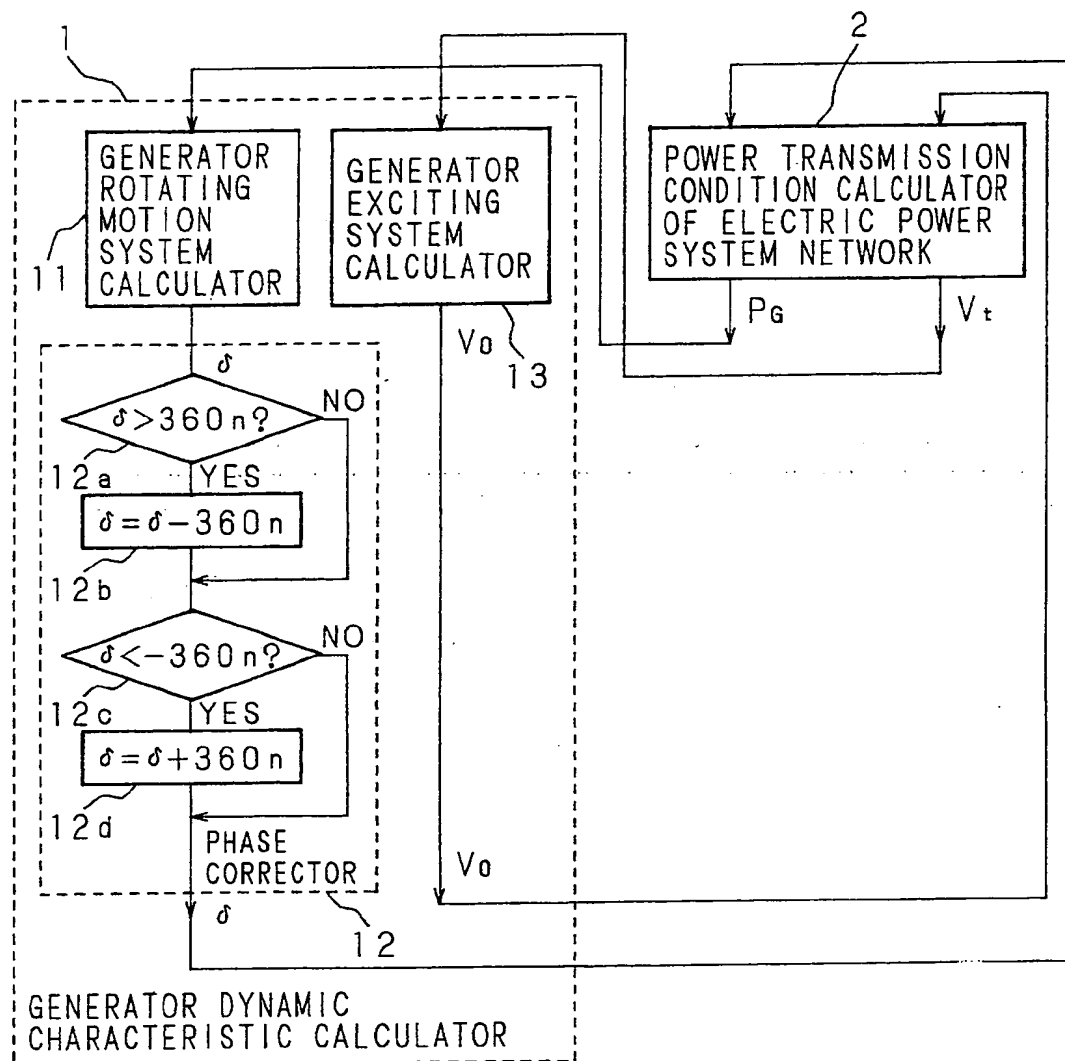 1
2
GENERATOR
ROTATING
MOTION
SYSTEM
CALCULATOR
11
GENERATOR
EXCITING
SYSTEM
CALCULATOR
13
POWER TRANSMISSION
CONDITION CALCULATOR
OF ELECTRIC POWER
SYSTEM NETWORK
PG
Vt
V0
δ
δ>360n?
NO
12a
YES
δ=δ-360n
12b
δ<-360n?
NO
12c
YES
δ=δ+360n
12d
PHASE
CORRECTOR
V0
δ
12
GENERATOR DYNAMIC
CHARACTERISTIC CALCULATOR